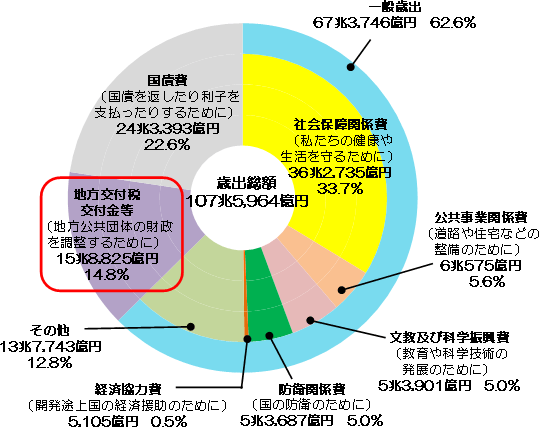 一般歳出
67兆3,746億円 62.6%
国債費
（国債を返したり利子を
支払ったりするために）
24兆3,393億円
22.6%
社会保障関係費
（私たちの健康や
生活を守るために）
36兆2,735億円
33.7%
歳出総額
107兆5,964億円
地方交付税
交付金等
（地方公共団体の財政
を調整するために）
15兆8,825億円
14.8%
公共事業関係費
（道路や住宅などの
整備のために）
6兆575億円
5.6%
文教及び科学振興費
（教育や科学技術の
発展のために）
5兆3,901億円 5.0%
防衛関係費
（国の防衛のために）
5兆3,687億円 5.0%
経済協力費
（開発途上国の経済援助のために）
5,105億円 0.5%
その他
13兆7,743億円
12.8%